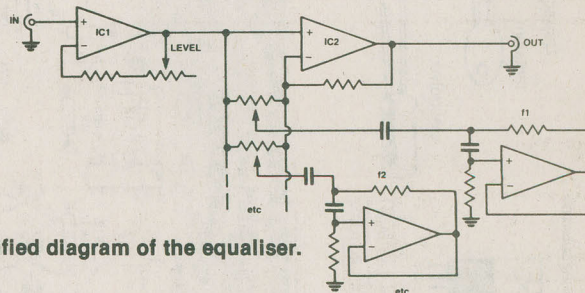 IN
+
−
IC1
LEVEL
+
−
IC2
OUT
f1
+
−
f2
+
−
etc
fied diagram of the equaliser.
etc